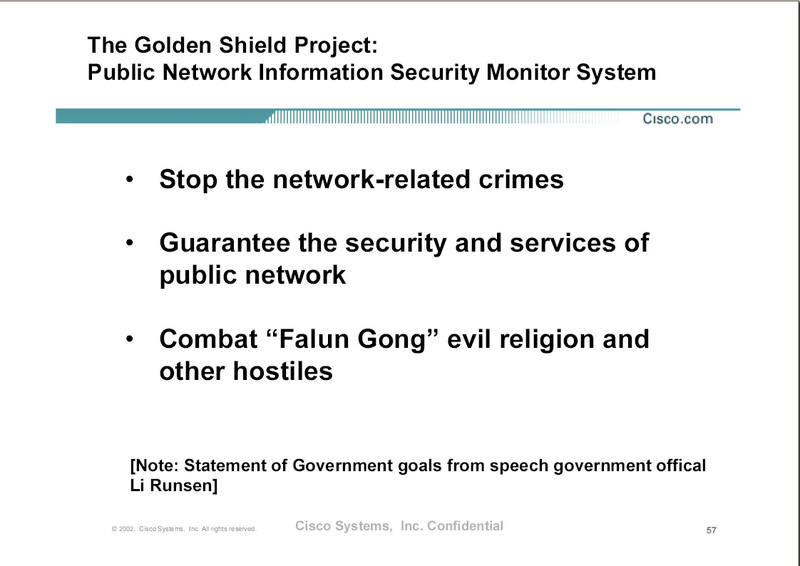 The Golden Shield Project:
Public Network Information Security Monitor System
Cisco.com
• Stop the network-related crimes
• Guarantee the security and services of
public network
• Combat “Falun Gong” evil religion and
other hostiles
[Note: Statement of Government goals from speech government offical
Li Runsen]
© 2002, Cisco Systems, Inc. All rights reserved.
Cisco Systems, Inc. Confidential
57